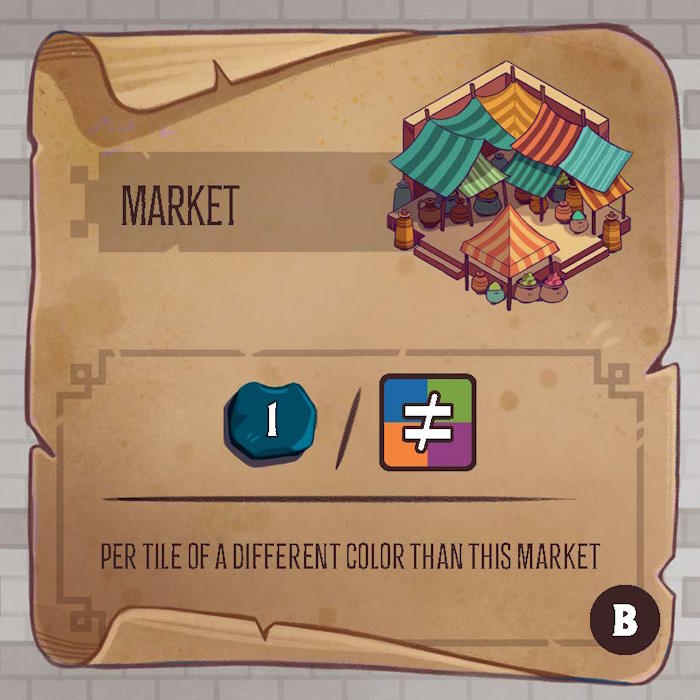 MARKET
1 / ≠
PER TILE OF A DIFFERENT COLOR THAN THIS MARKET
B